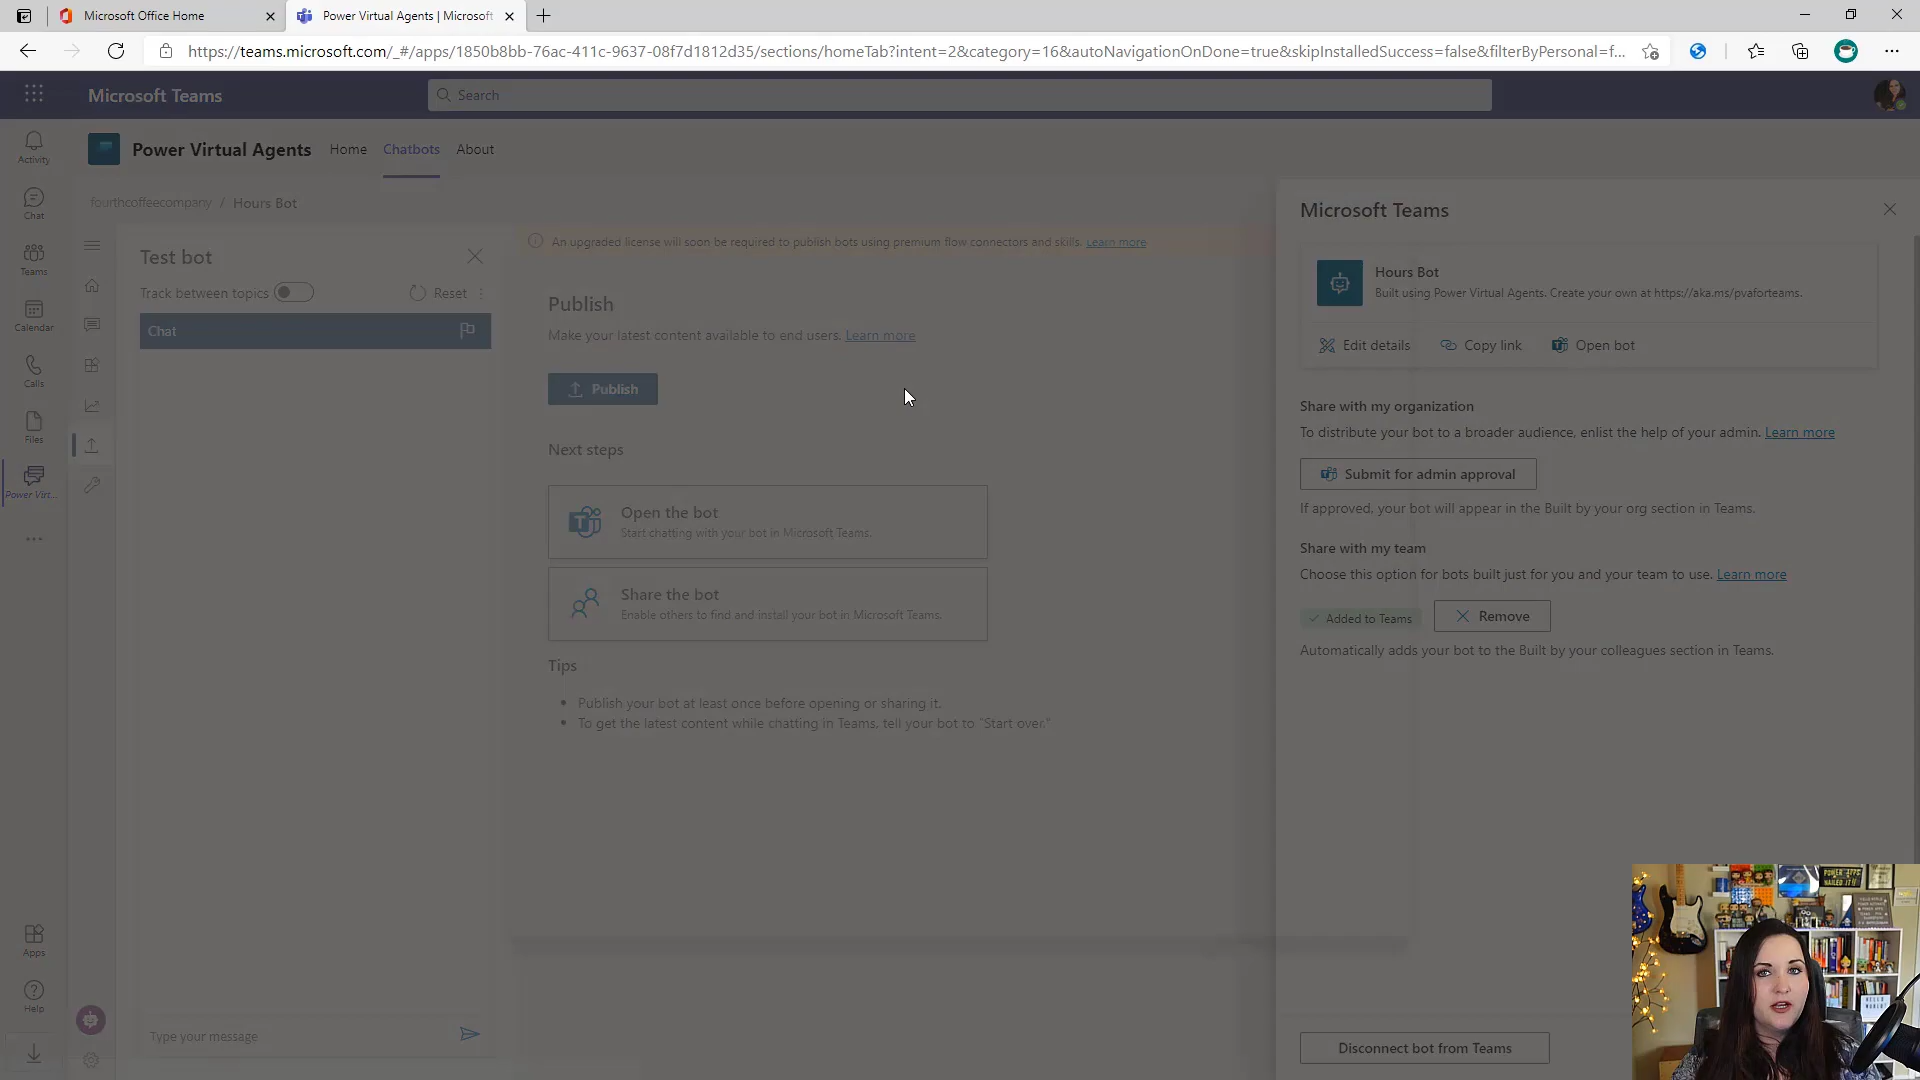 Microsoft Office Home
Power Virtual Agents | Microsoft
https://teams.microsoft.com/_#/apps/1850b8bb-76ac-411c-9637-08f7d1812d35/sections/homeTab?intent=2&category=16&autoNavigationOnDone=true&skipInstalledSuccess=false&filterByPersonal=f...
Microsoft Teams
Search
Activity
Chat
Teams
Calendar
Calls
Files
Power Virt...
Apps
Help
Power Virtual Agents
Home
Chatbots
About
fourthcoffeecompany / Hours Bot
Test bot
Track between topics
Reset
Chat
Type your message
An upgraded license will soon be required to publish bots using premium flow connectors and skills. Learn more
Publish
Make your latest content available to end users. Learn more
Publish
Next steps
Open the bot
Start chatting with your bot in Microsoft Teams.
Share the bot
Enable others to find and install your bot in Microsoft Teams.
Tips
Publish your bot at least once before opening or sharing it.
To get the latest content while chatting in Teams, tell your bot to "Start over."
Microsoft Teams
Hours Bot
Built using Power Virtual Agents. Create your own at https://aka.ms/pvaforteams.
Edit details
Copy link
Open bot
Share with my organization
To distribute your bot to a broader audience, enlist the help of your admin. Learn more
Submit for admin approval
If approved, your bot will appear in the Built by your org section in Teams.
Share with my team
Choose this option for bots built just for you and your team to use. Learn more
Added to Teams
Remove
Automatically adds your bot to the Built by your colleagues section in Teams.
Disconnect bot from Teams